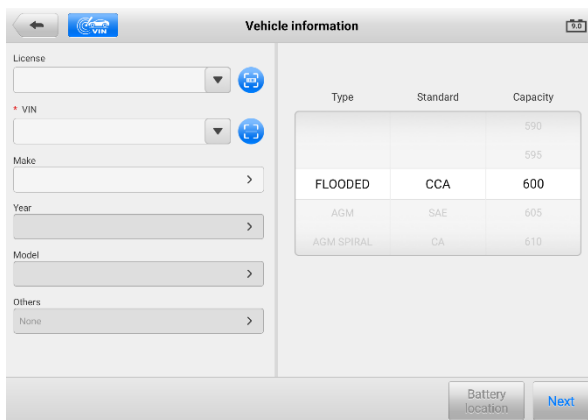 VIN
Vehicle information
9.0
License
* VIN
Make
Year
Model
Others
None
Type Standard Capacity
590
595
FLOODED CCA 600
AGM SAE 605
AGM SPIRAL CA 610
Battery
location
Next